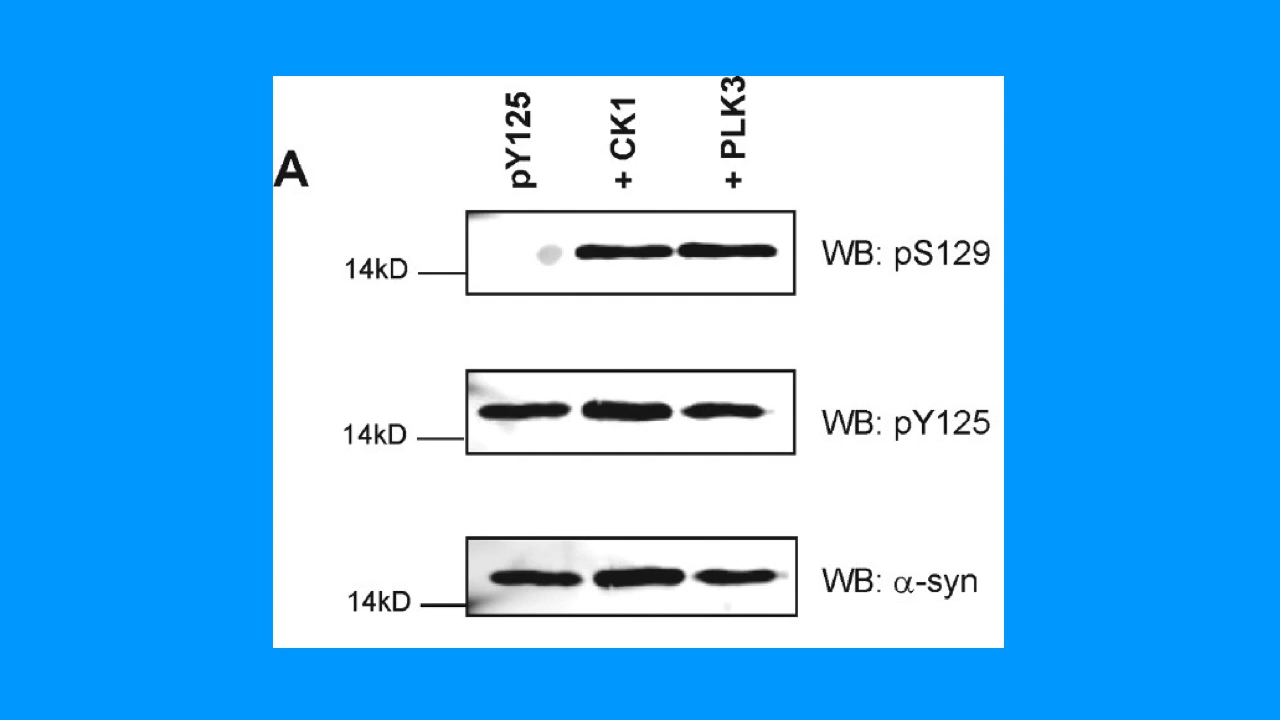 A
pY125
+ CK1
+ PLK3
14kD
WB: pS129
14kD
WB: pY125
14kD
WB: α-syn